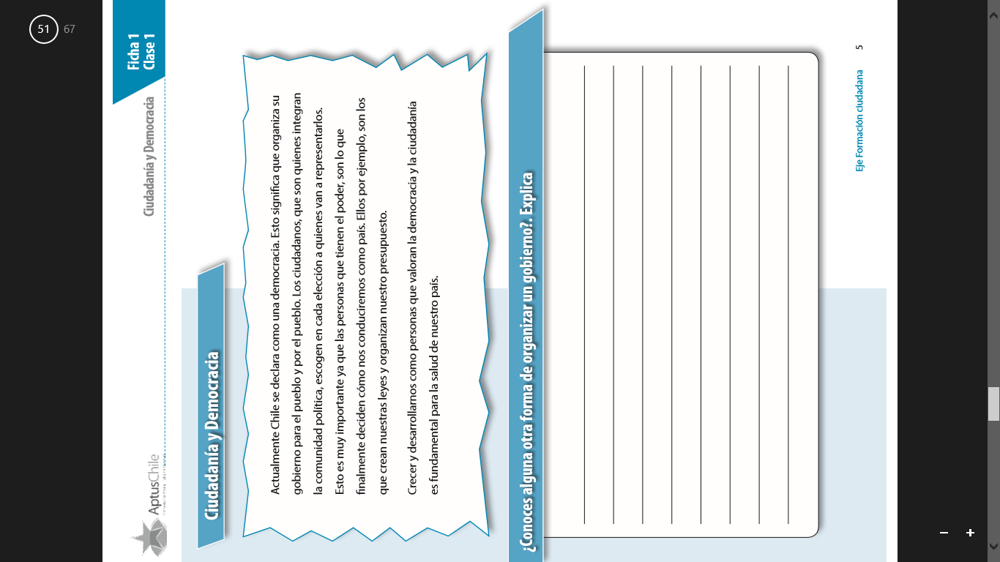 51 67
AptusChile
Ciudadanía y Democracia
Ficha 1
Clase 1
Ciudadanía y Democracia
Actualmente Chile se declara como una democracia. Esto significa que organiza su
gobierno para el pueblo y por el pueblo. Los ciudadanos, que son quienes integran
la comunidad política, escogen en cada elección a quienes van a representarlos.
Esto es muy importante ya que las personas que tienen el poder, son lo que
finalmente deciden cómo nos conduciremos como país. Ellos por ejemplo, son los
que crean nuestras leyes y organizan nuestro presupuesto.
Crecer y desarrollarnos como personas que valoran la democracia y la ciudadanía
es fundamental para la salud de nuestro país.
¿Conoces alguna otra forma de organizar un gobierno?. Explica
Eje Formación ciudadana 5